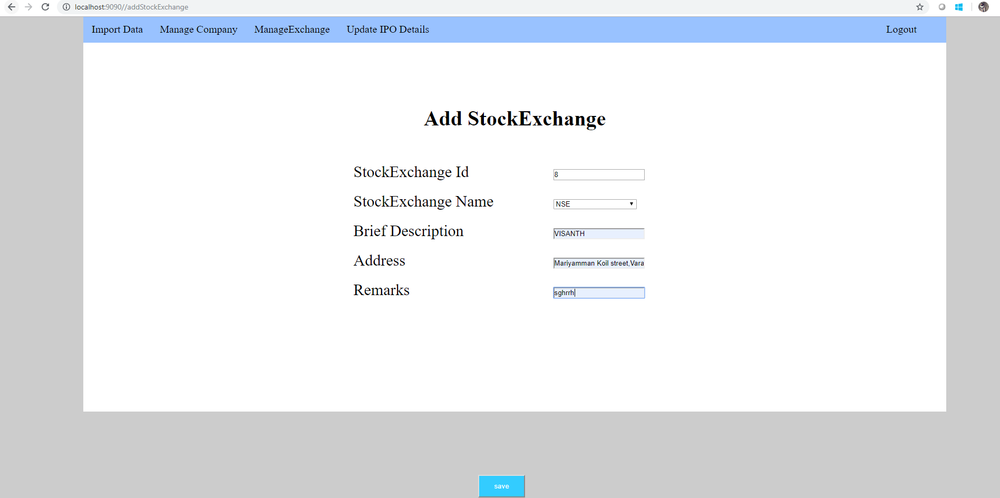 localhost:9090//addStockExchange
Import Data Manage Company ManageExchange Update IPO Details Logout
Add StockExchange
StockExchange Id 8
StockExchange Name NSE
Brief Description VISANTH
Address Mariyamman Koil street,Vara
Remarks sghrrh
save